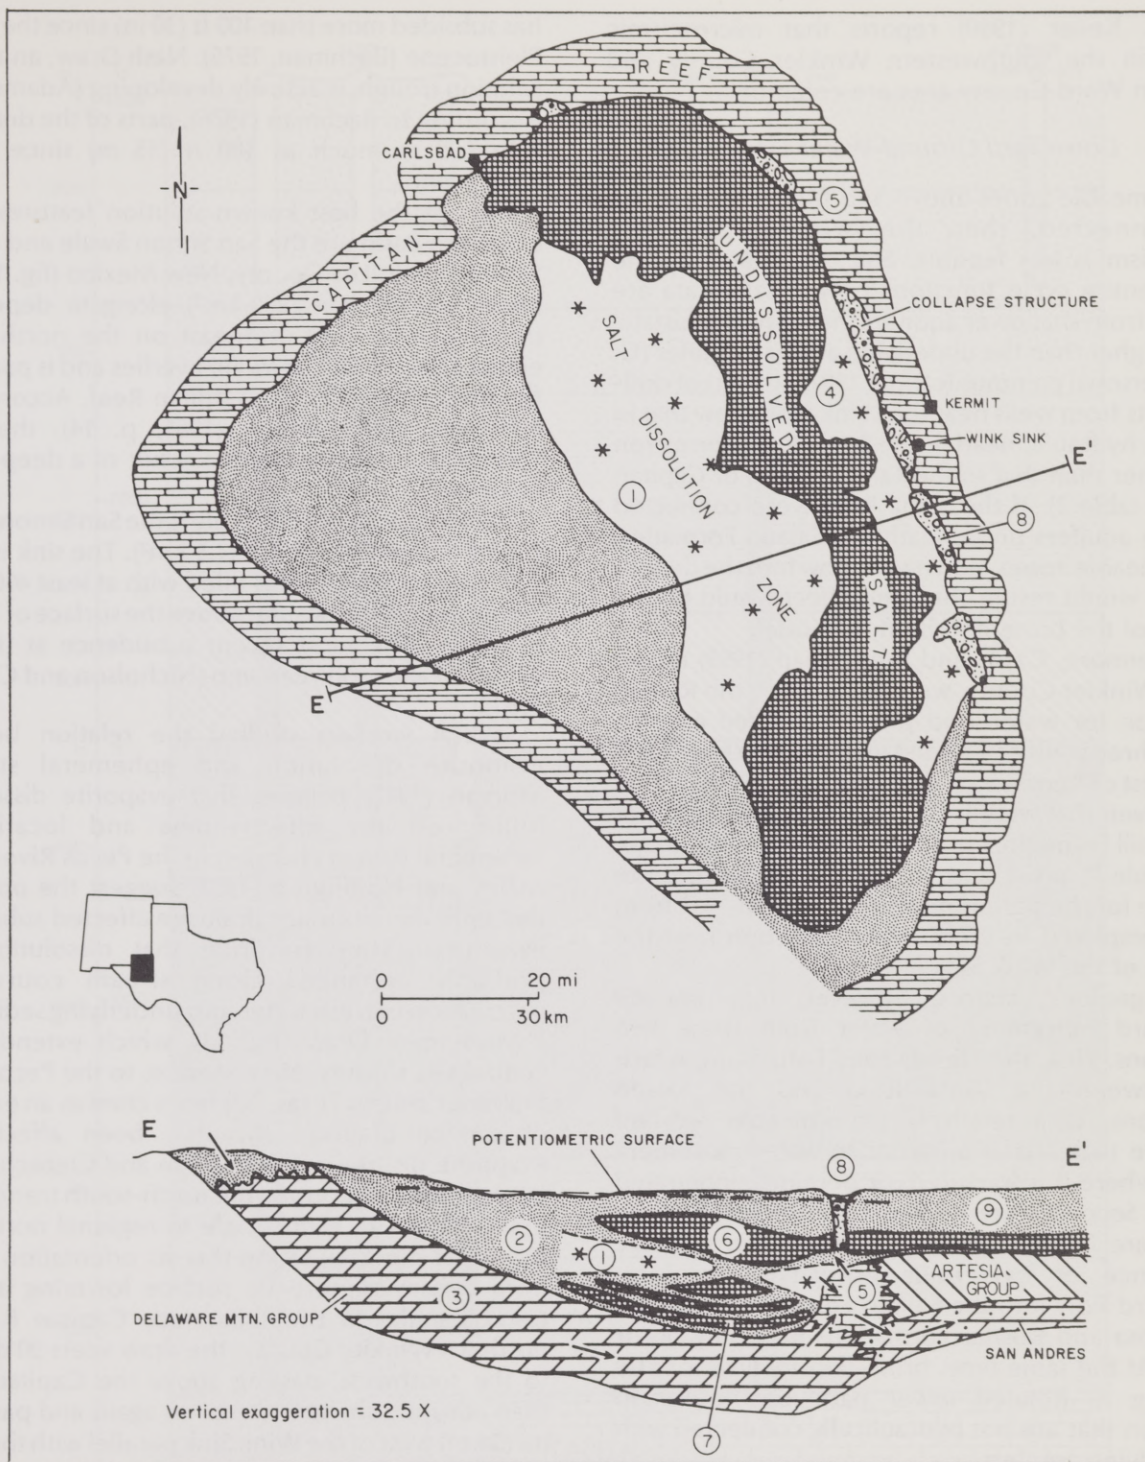 REEF
CARLSBAD
-N-
CAPITAN
5
UNDISSOLVED
COLLAPSE STRUCTURE
SALT
4
KERMIT
DISSOLUTION
WINK SINK
E'
1
8
ZONE
SALT
E
0 20 mi
0 30 km
E
POTENTIOMETRIC SURFACE
8
E'
9
2
6
1
ARTESIA
GROUP
5
3
DELAWARE MTN. GROUP
SAN ANDRES
Vertical exaggeration = 32.5 X
7